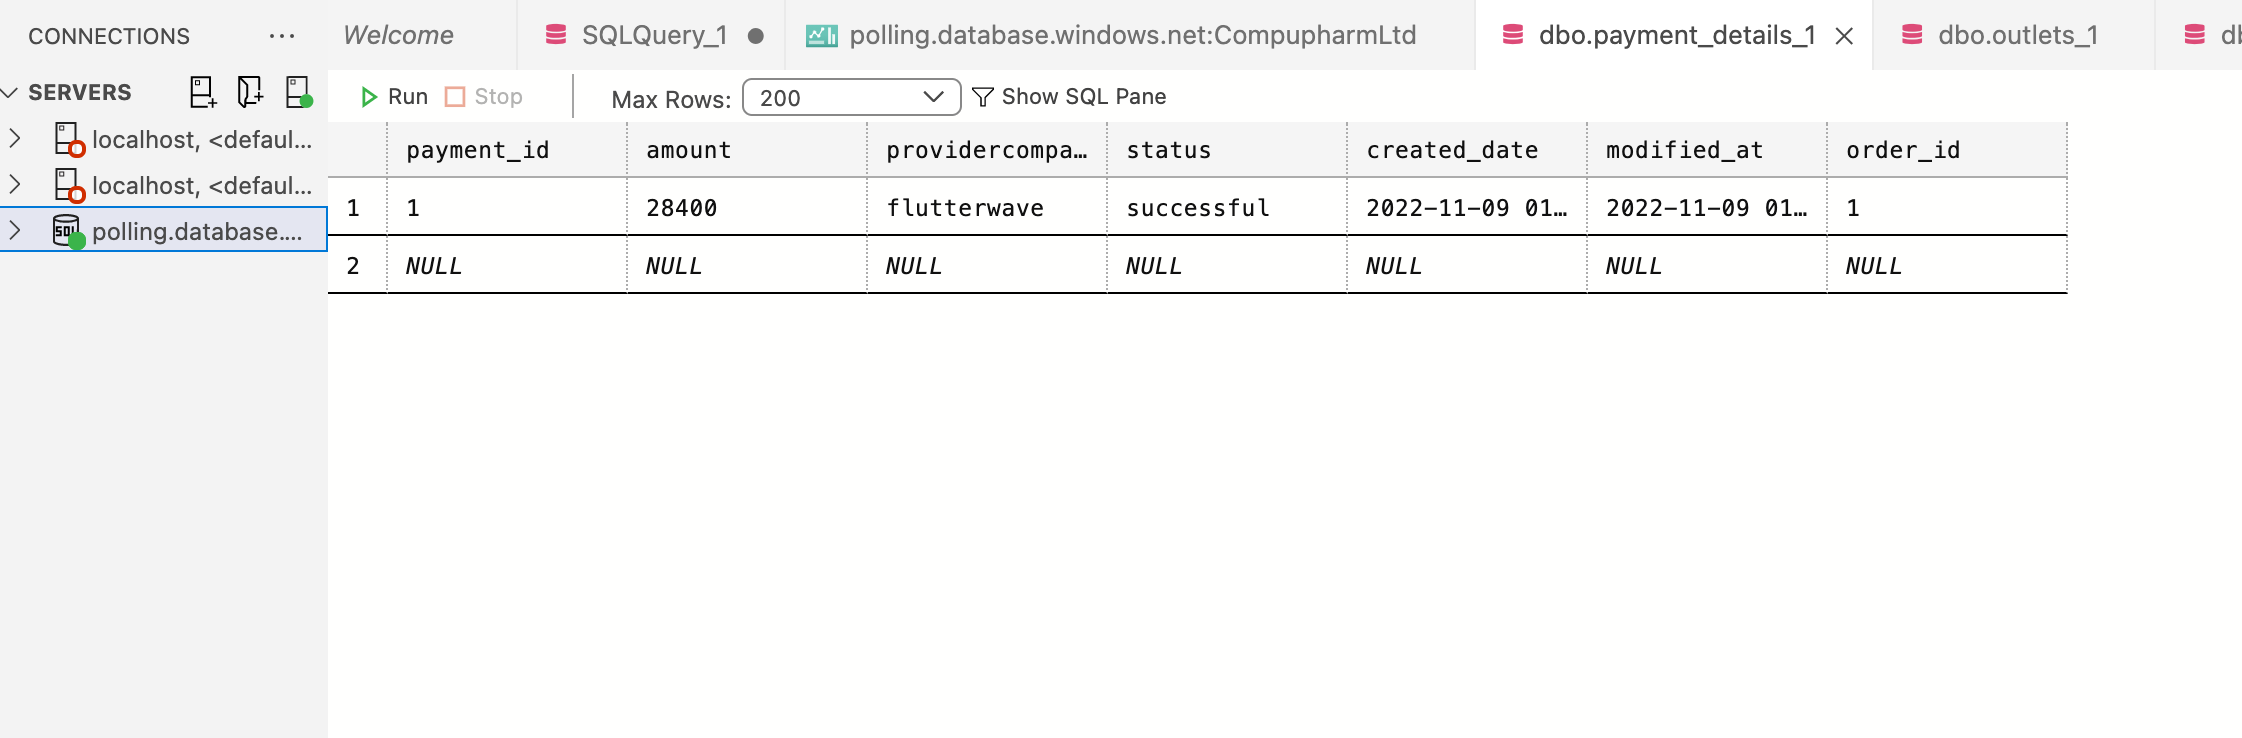 CONNECTIONS ...
SERVERS
localhost, <defaul...
localhost, <defaul...
polling.database....
Welcome SQLQuery_1 polling.database.windows.net:CompupharmLtd dbo.payment_details_1 dbo.outlets_1
Run Stop Max Rows: 200 Show SQL Pane
payment_id amount providercompa… status created_date modified_at order_id
1 1 28400 flutterwave successful 2022-11-09 01… 2022-11-09 01… 1
2 NULL NULL NULL NULL NULL NULL NULL